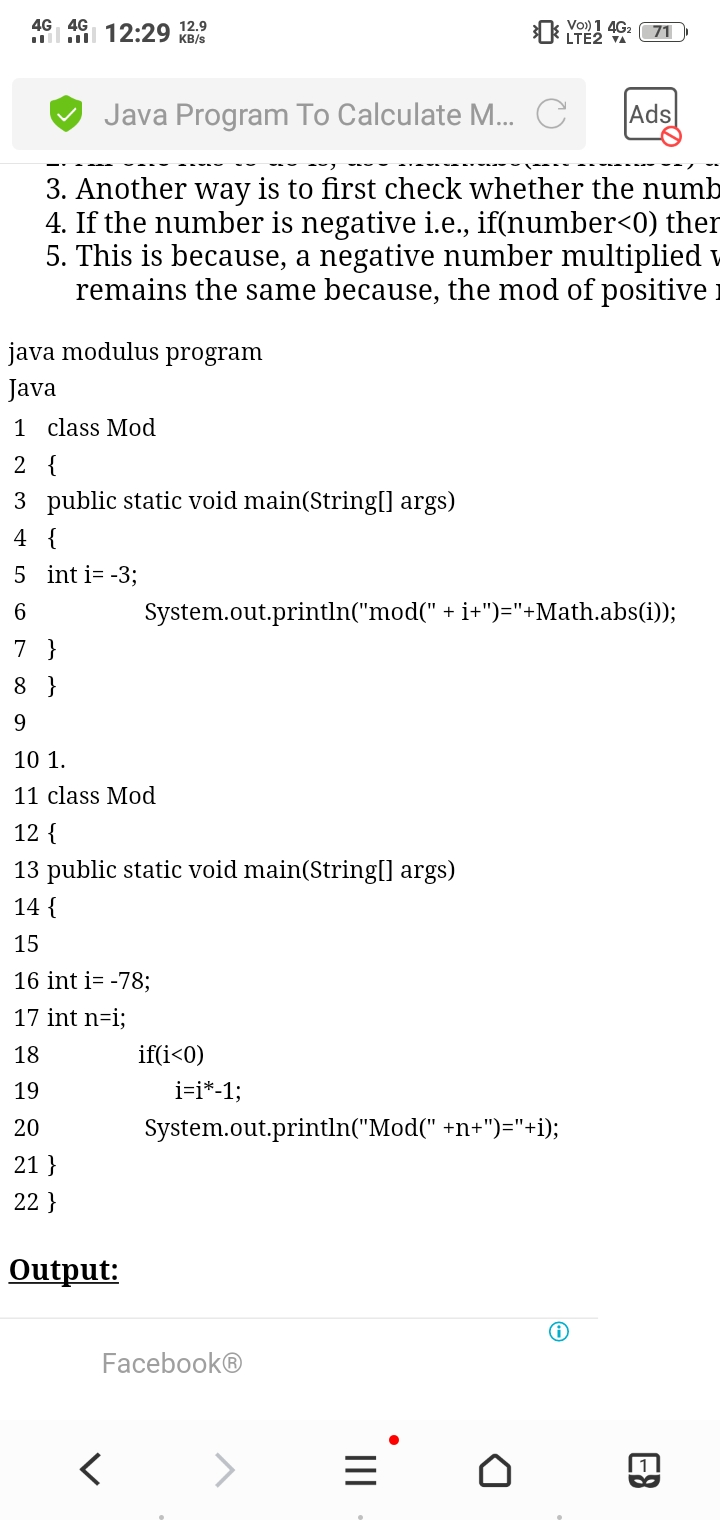 4G 4G 12:29 12.9 KB/s Vo)) 1 4G2 LTE2 71
Java Program To Calculate M... Ads
3. Another way is to first check whether the numb
4. If the number is negative i.e., if(number<0) then
5. This is because, a negative number multiplied
remains the same because, the mod of positive
java modulus program
Java
1 class Mod
2 {
3 public static void main(String[] args)
4 {
5 int i= -3;
6 System.out.println("mod(" + i+")="+Math.abs(i));
7 }
8 }
9
10 1.
11 class Mod
12 {
13 public static void main(String[] args)
14 {
15
16 int i= -78;
17 int n=i;
18 if(i<0)
19 i=i*-1;
20 System.out.println("Mod(" +n+")="+i);
21 }
22 }
Output:
Facebook®
1